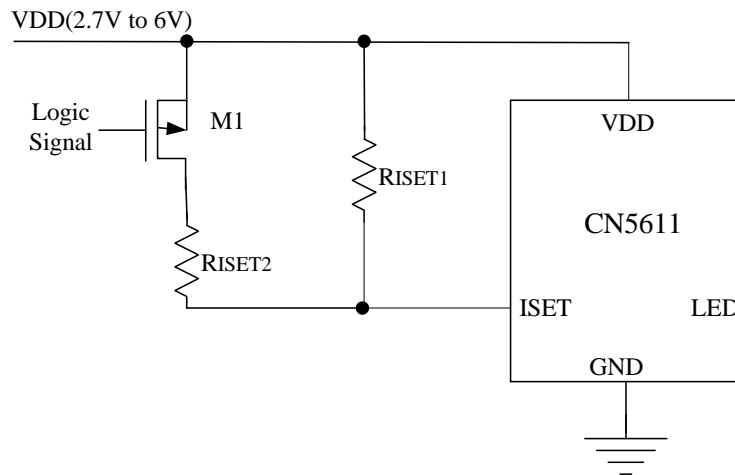 VDD(2.7V to 6V)
Logic
Signal
M1
RISET1
RISET2
VDD
CN5611
ISET
LED
GND